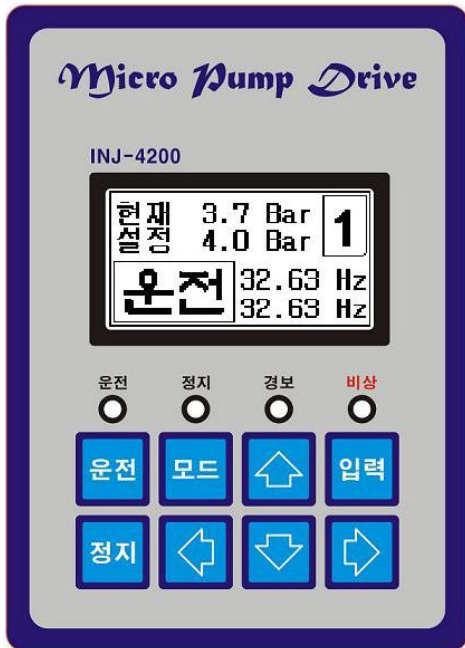 Micro Pump Drive
INJ-4200
현재 3.7 Bar 1
설정 4.0 Bar
운전 32.63 Hz
32.63 Hz
운전 정지 경보 비상
운전 모드 입력
정지